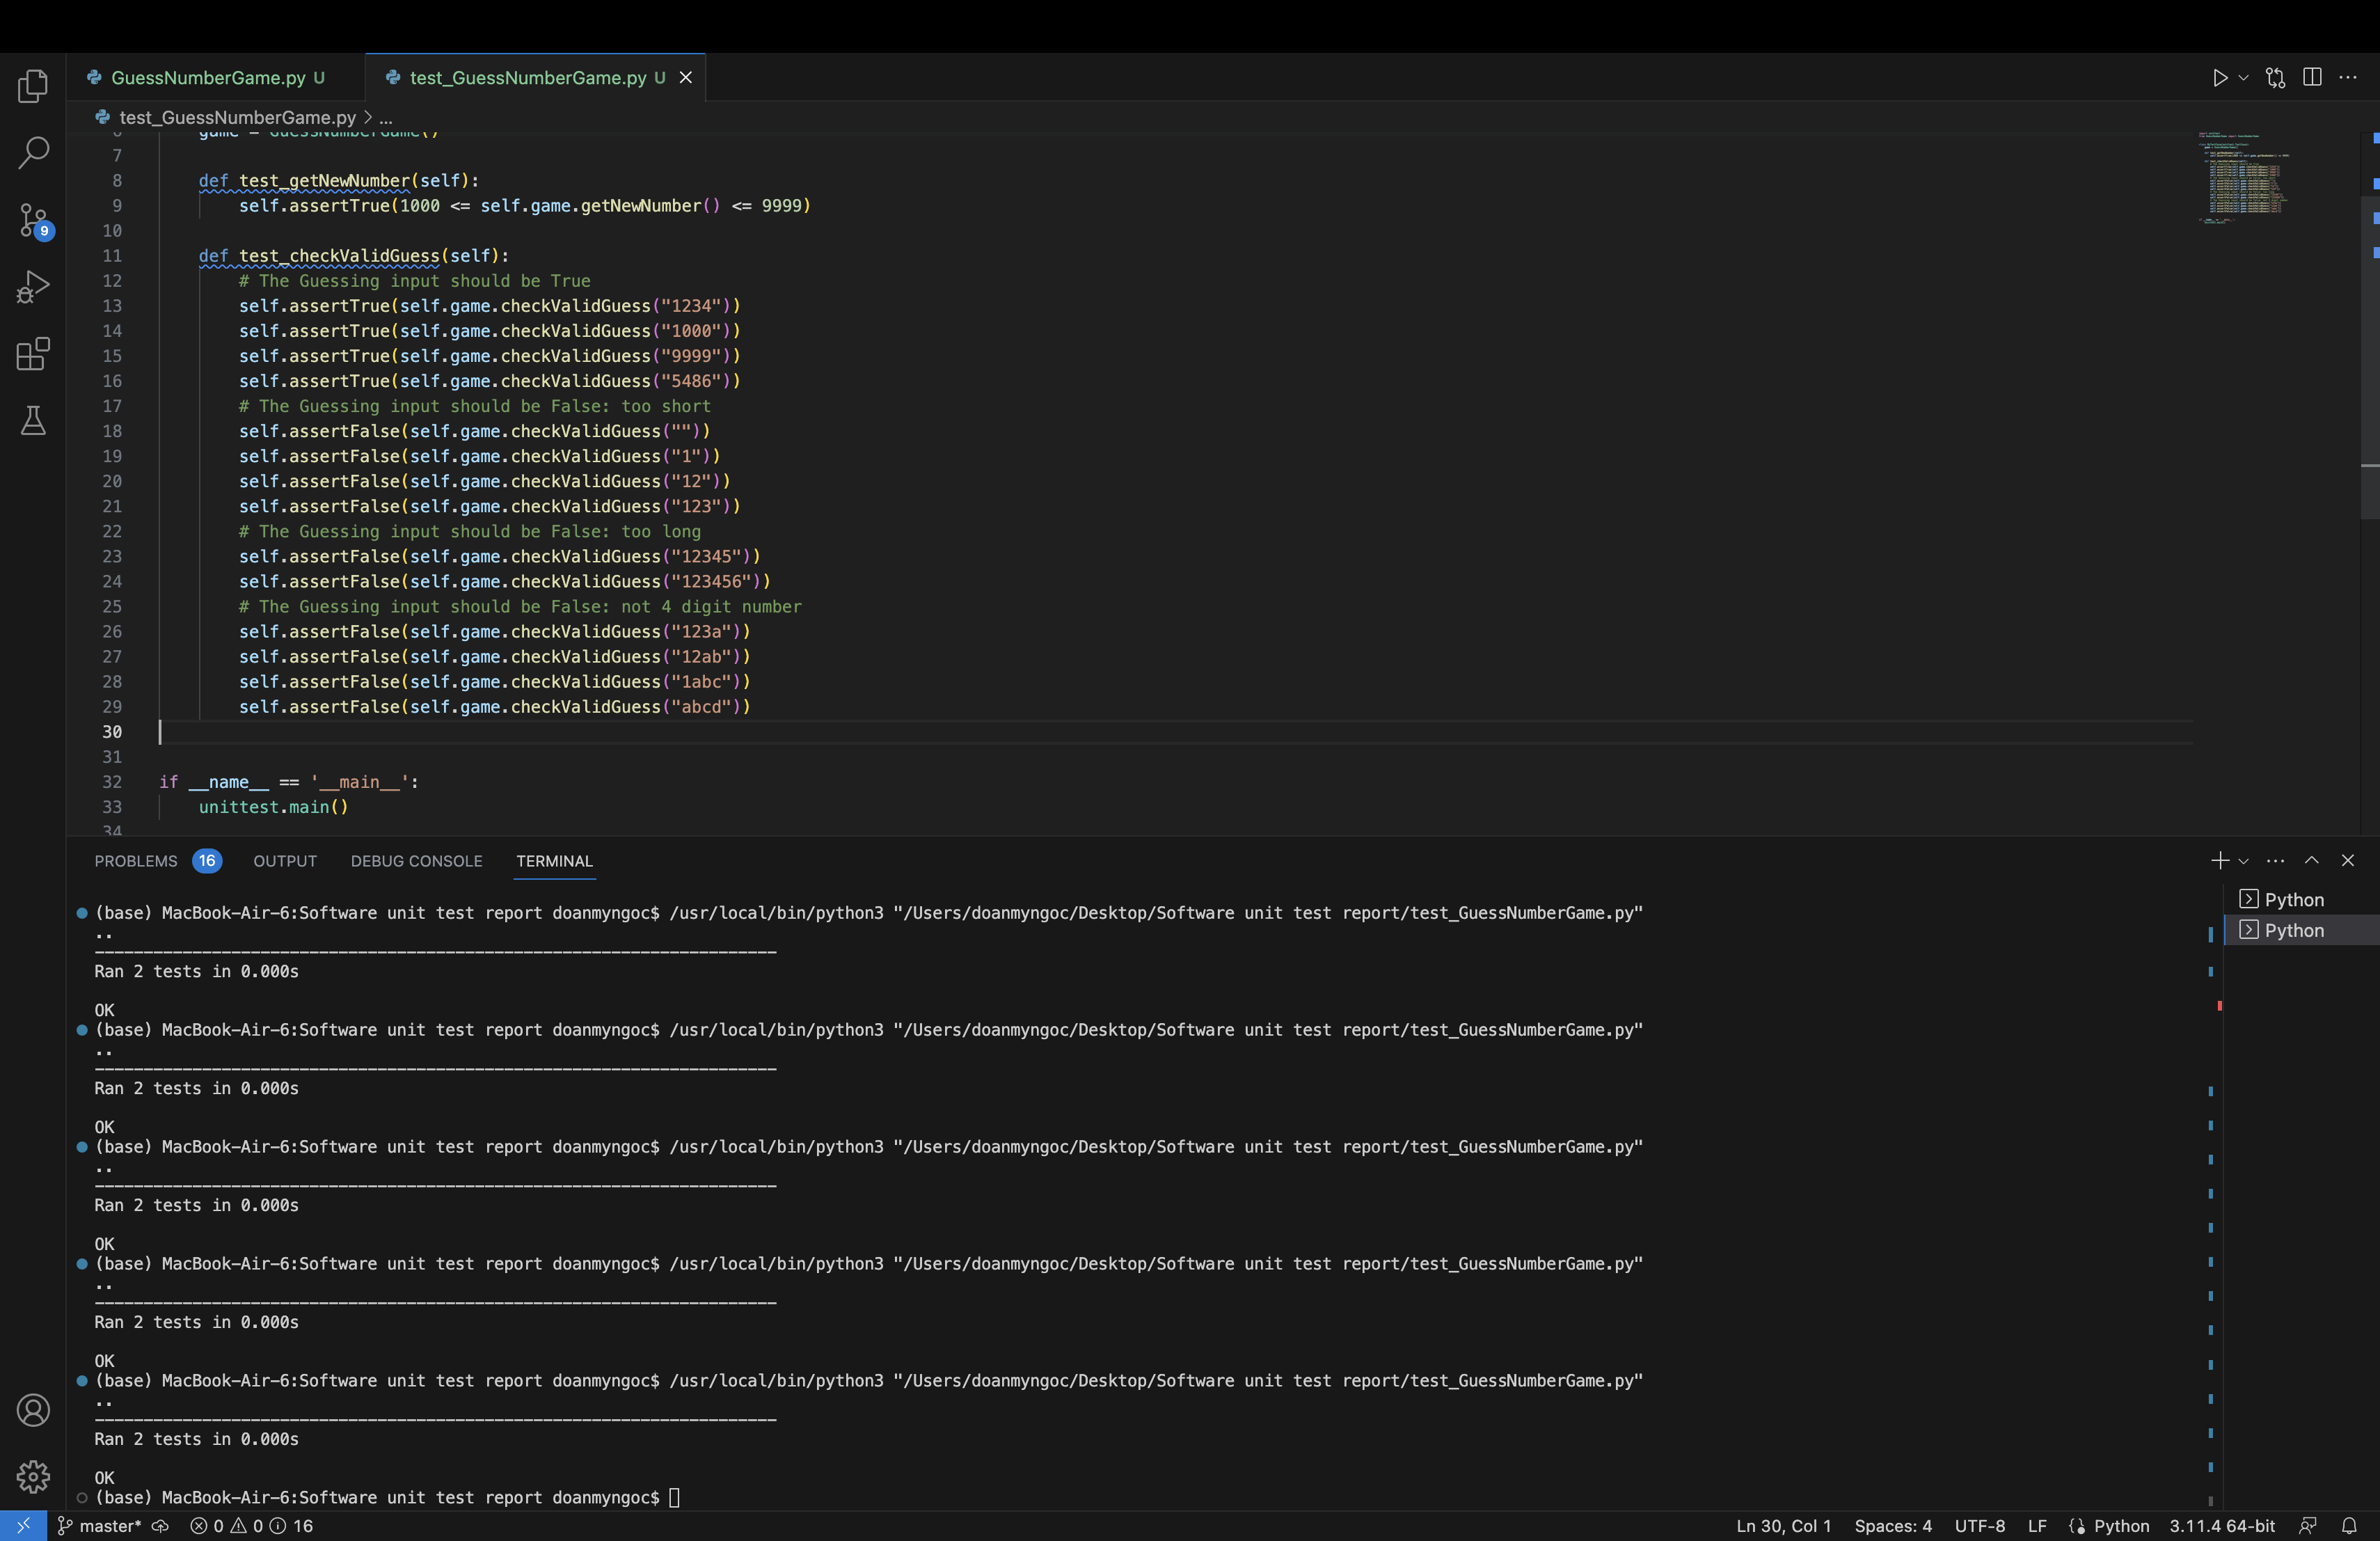 GuessNumberGame.py U
test_GuessNumberGame.py U
test_GuessNumberGame.py > ...
6 game = GuessNumberGame()
7
8 def test_getNewNumber(self):
9 self.assertTrue(1000 <= self.game.getNewNumber() <= 9999)
10
11 def test_checkValidGuess(self):
12 # The Guessing input should be True
13 self.assertTrue(self.game.checkValidGuess("1234"))
14 self.assertTrue(self.game.checkValidGuess("1000"))
15 self.assertTrue(self.game.checkValidGuess("9999"))
16 self.assertTrue(self.game.checkValidGuess("5486"))
17 # The Guessing input should be False: too short
18 self.assertFalse(self.game.checkValidGuess(""))
19 self.assertFalse(self.game.checkValidGuess("1"))
20 self.assertFalse(self.game.checkValidGuess("12"))
21 self.assertFalse(self.game.checkValidGuess("123"))
22 # The Guessing input should be False: too long
23 self.assertFalse(self.game.checkValidGuess("12345"))
24 self.assertFalse(self.game.checkValidGuess("123456"))
25 # The Guessing input should be False: not 4 digit number
26 self.assertFalse(self.game.checkValidGuess("123a"))
27 self.assertFalse(self.game.checkValidGuess("12ab"))
28 self.assertFalse(self.game.checkValidGuess("1abc"))
29 self.assertFalse(self.game.checkValidGuess("abcd"))
30
31
32 if __name__ == '__main__':
33 unittest.main()
34
9
PROBLEMS 16 OUTPUT DEBUG CONSOLE TERMINAL
(base) MacBook-Air-6:Software unit test report doanmyngoc$ /usr/local/bin/python3 "/Users/doanmyngoc/Desktop/Software unit test report/test_GuessNumberGame.py"
..
----------------------------------------------------------------------
Ran 2 tests in 0.000s
OK
(base) MacBook-Air-6:Software unit test report doanmyngoc$ /usr/local/bin/python3 "/Users/doanmyngoc/Desktop/Software unit test report/test_GuessNumberGame.py"
..
----------------------------------------------------------------------
Ran 2 tests in 0.000s
OK
(base) MacBook-Air-6:Software unit test report doanmyngoc$ /usr/local/bin/python3 "/Users/doanmyngoc/Desktop/Software unit test report/test_GuessNumberGame.py"
..
----------------------------------------------------------------------
Ran 2 tests in 0.000s
OK
(base) MacBook-Air-6:Software unit test report doanmyngoc$ /usr/local/bin/python3 "/Users/doanmyngoc/Desktop/Software unit test report/test_GuessNumberGame.py"
..
----------------------------------------------------------------------
Ran 2 tests in 0.000s
OK
(base) MacBook-Air-6:Software unit test report doanmyngoc$ /usr/local/bin/python3 "/Users/doanmyngoc/Desktop/Software unit test report/test_GuessNumberGame.py"
..
----------------------------------------------------------------------
Ran 2 tests in 0.000s
OK
(base) MacBook-Air-6:Software unit test report doanmyngoc$
Python
Python
master* 0 0 16 Ln 30, Col 1 Spaces: 4 UTF-8 LF Python 3.11.4 64-bit